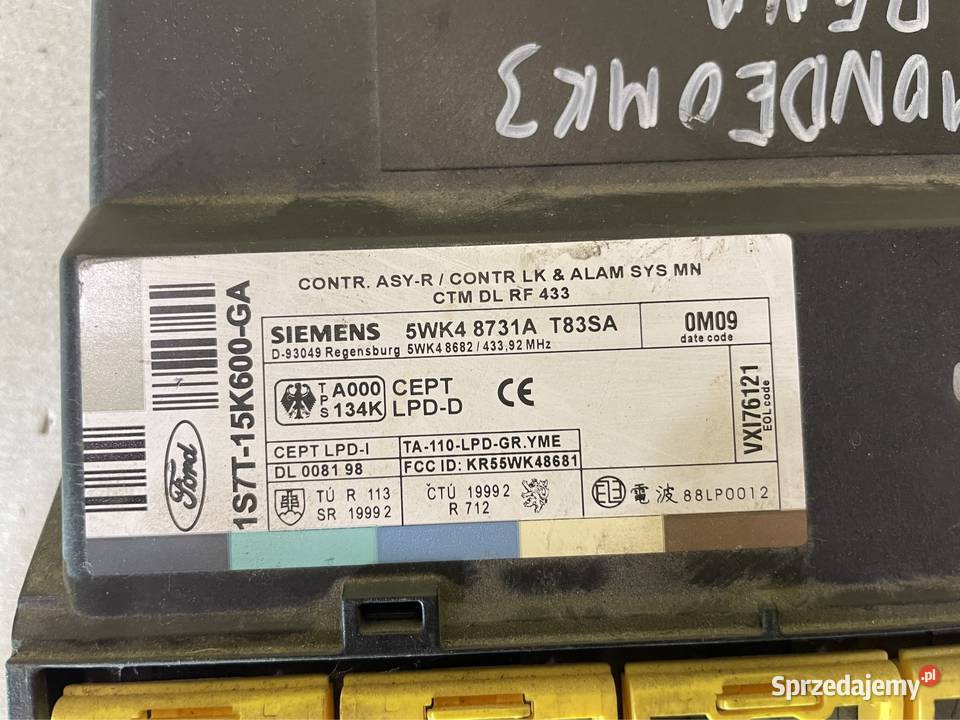 MONDEO MK3
CONTR. ASY-R / CONTR LK & ALAM SYS MN
CTM DL RF 433
SIEMENS 5WK4 8731A T83SA
D-93049 Regensburg 5WK48682 / 433,92 MHz
0M09
date code
TPS A000
134K
CEPT
LPD-D
CE
CEPT LPD-I
DL 0081 98
TA-110-LPD-GR.YME
FCC ID: KR55WK48681
TÚ R 113
SR 1999 2
ČTÚ 1999 2
R 712
電波 88LP0012
VXI76121
EOL code
Ford
1S7T-15K600-GA
Sprzedajemy.pl